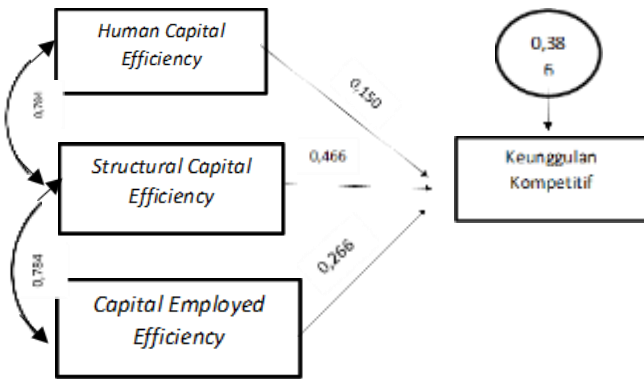 Human Capital
Efficiency
0,38
6
0,150
Keunggulan
Kompetitif
Structural Capital
Efficiency
0,466
0,784
0,266
Capital Employed
Efficiency